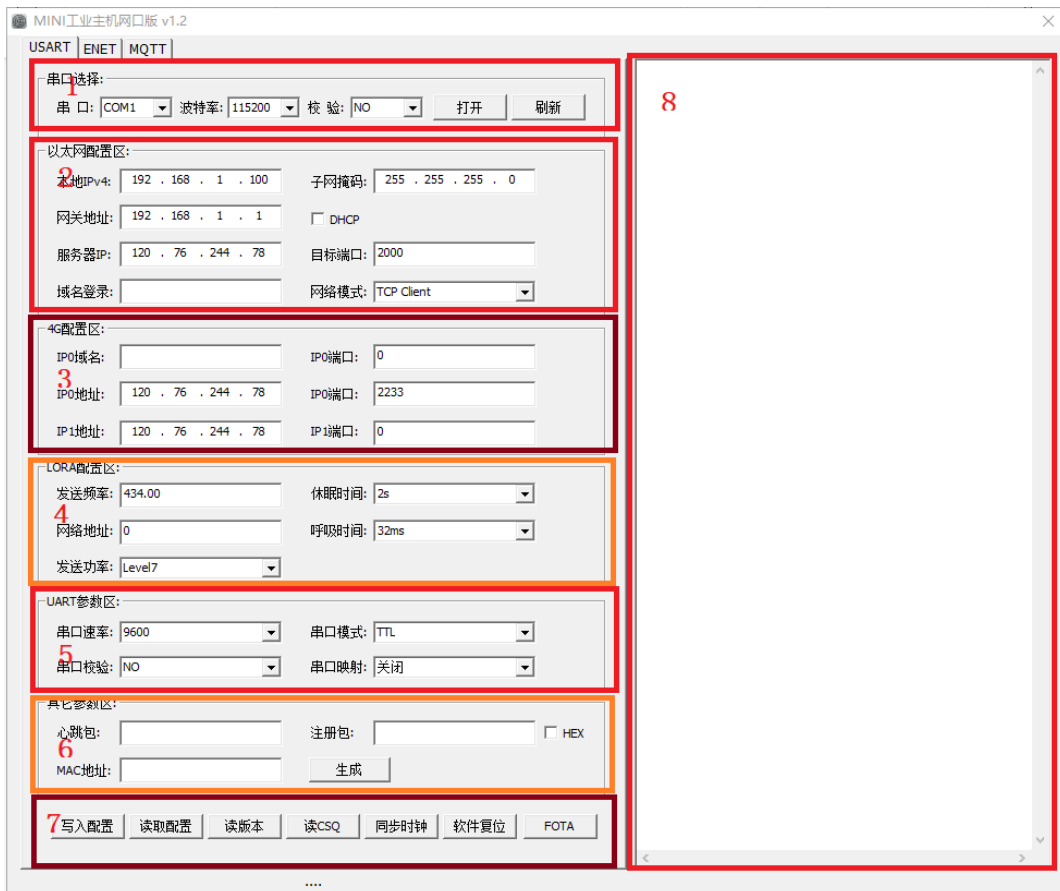 MINI工业主机网口版 v1.2
USART ENET MQTT
串口选择:
1
串 口: COM1 波特率: 115200 校 验: NO 打开 刷新
以太网配置区:
2
本地IPv4: 192 . 168 . 1 . 100 子网掩码: 255 . 255 . 255 . 0
网关地址: 192 . 168 . 1 . 1 DHCP
服务器IP: 120 . 76 . 244 . 78 目标端口: 2000
域名登录: 网络模式: TCP Client
4G配置区:
IP0域名: IP0端口: 0
3
IP0地址: 120 . 76 . 244 . 78 IP0端口: 2233
IP1地址: 120 . 76 . 244 . 78 IP1端口: 0
LORA配置区:
发送频率: 434.00 休眠时间: 2s
4
网络地址: 0 呼吸时间: 32ms
发送功率: Level7
UART参数区:
串口速率: 9600 串口模式: TTL
5
串口校验: NO 串口映射: 关闭
其它参数区:
心跳包: 注册包: HEX
6
MAC地址: 生成
7
写入配置 读取配置 读版本 读CSQ 同步时钟 软件复位 FOTA
....
8